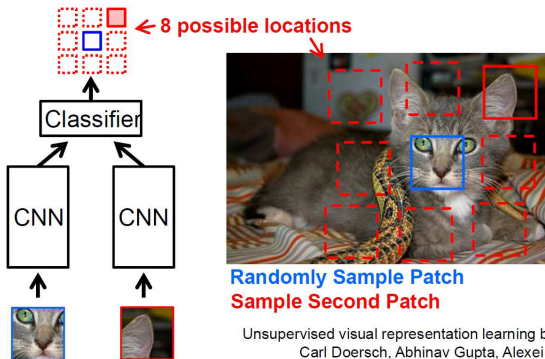 8 possible locations
Classifier
CNN CNN
Randomly Sample Patch
Sample Second Patch
Unsupervised visual representation learning b
Carl Doersch, Abhinav Gupta, Alexei